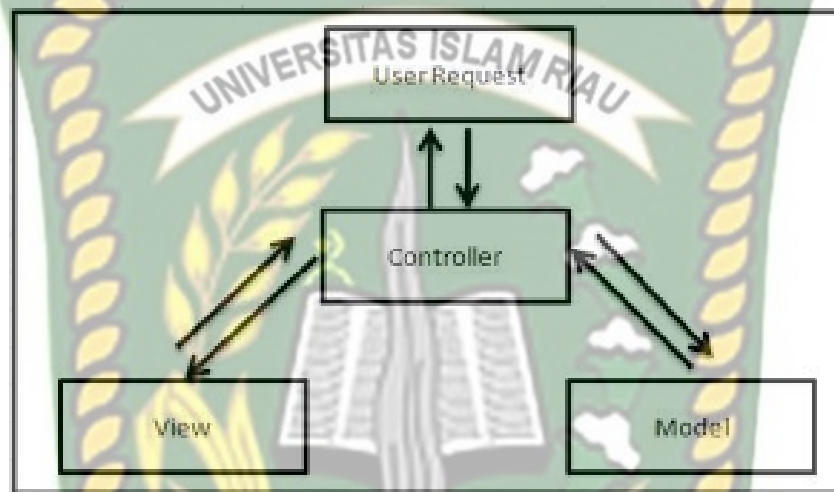 UNIVERSITAS ISLAM RIAU
User Request
Controller
View
Model